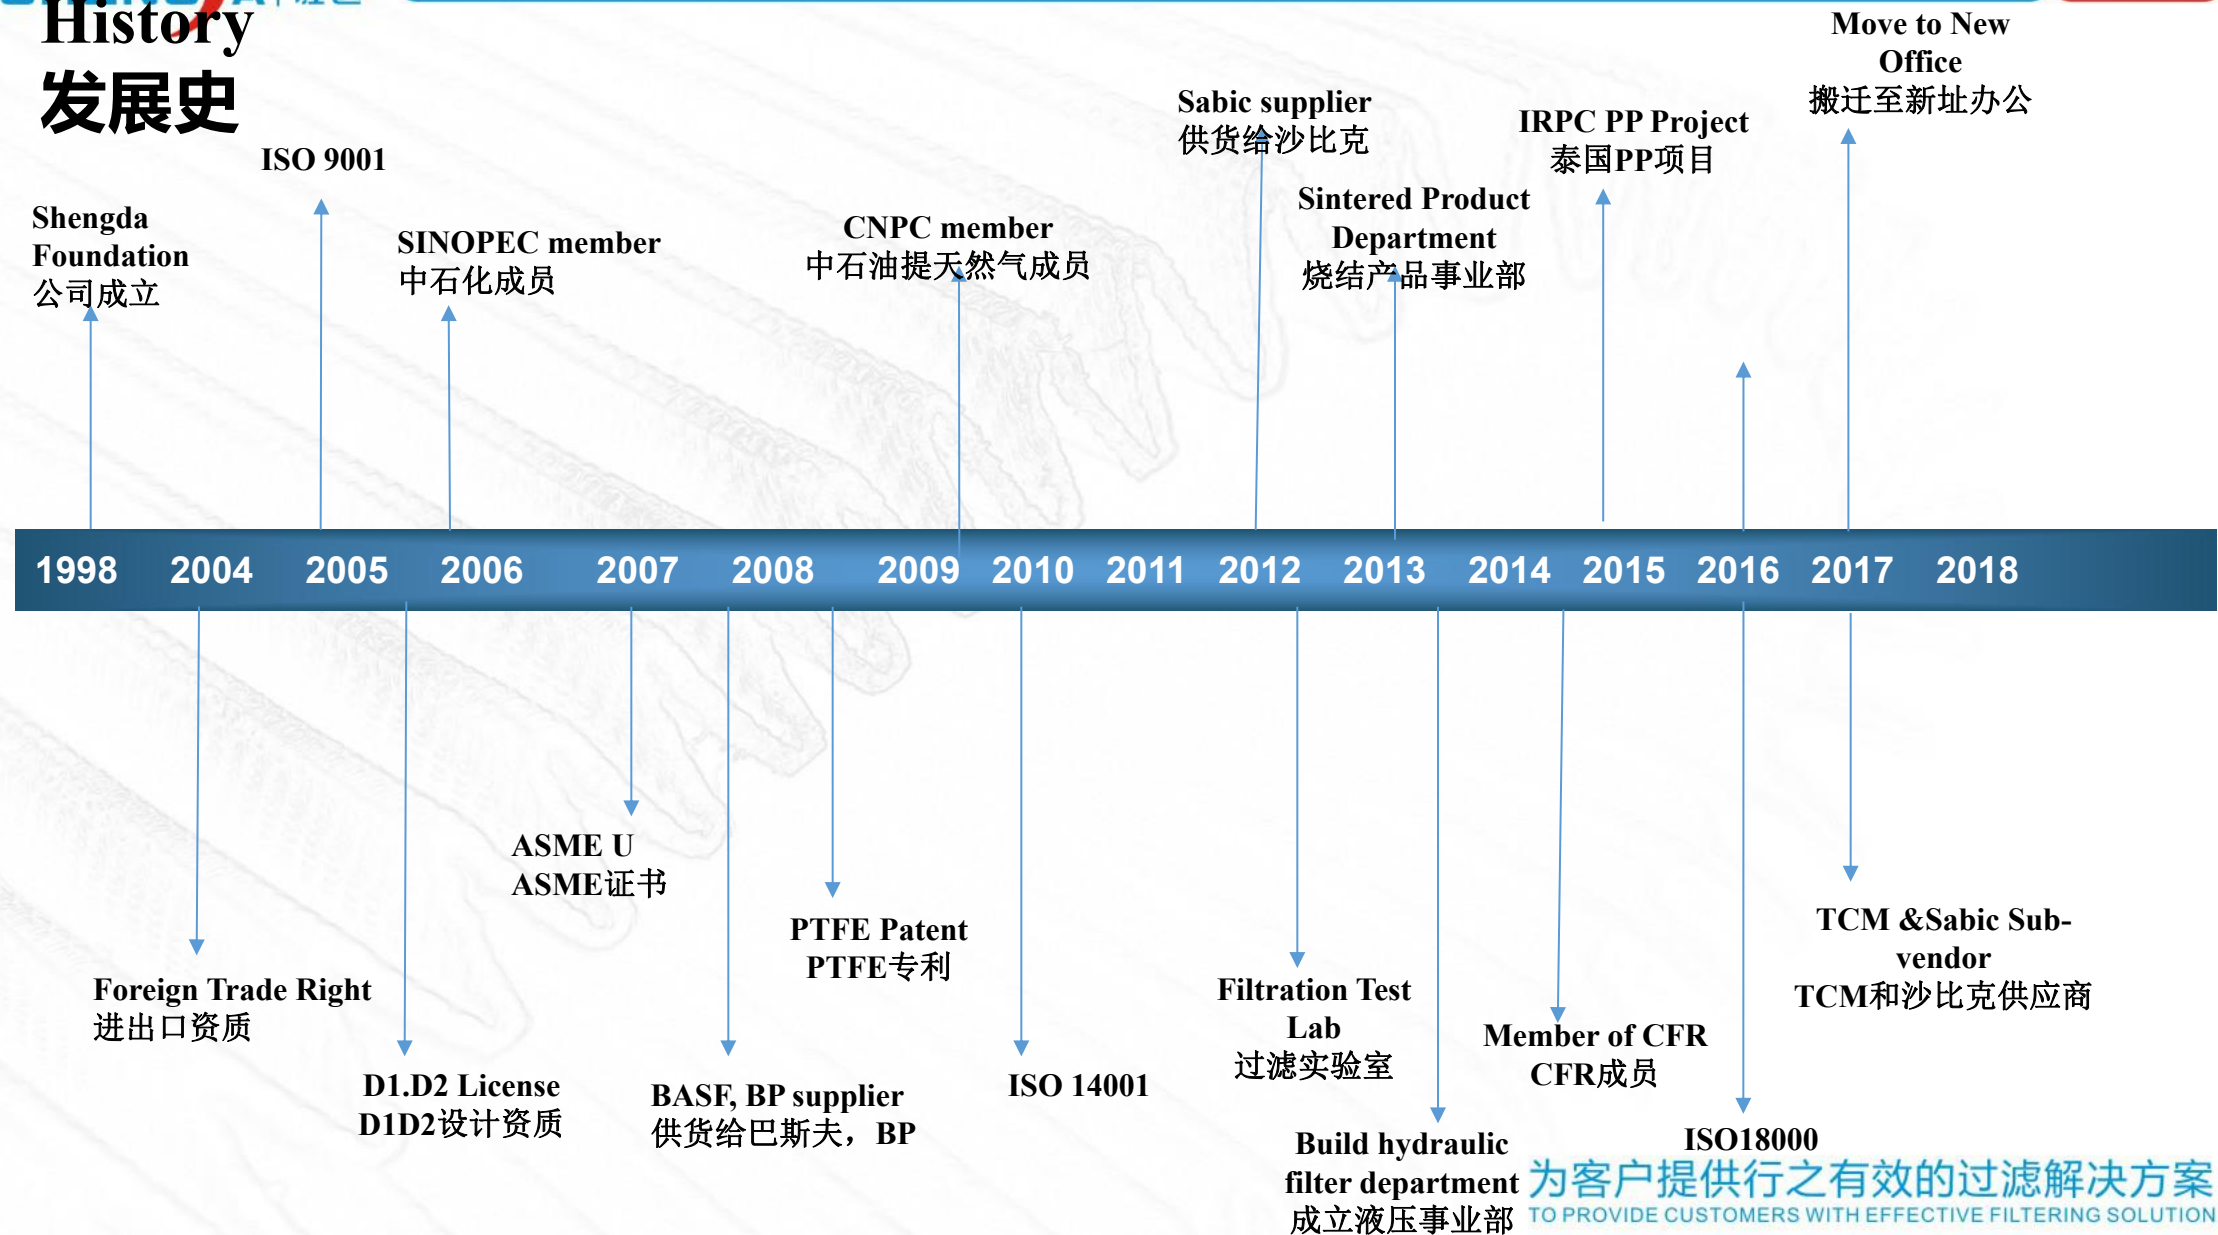 History
发展史
Move to New
Office
搬迁至新址办公
Sabic supplier
供货给沙比克
IRPC PP Project
泰国PP项目
ISO 9001
Sintered Product
Department
烧结产品事业部
Shengda
Foundation
公司成立
SINOPEC member
中石化成员
CNPC member
中石油提天然气成员
1998 2004 2005 2006 2007 2008 2009 2010 2011 2012 2013 2014 2015 2016 2017 2018
ASME U
ASME证书
PTFE Patent
PTFE专利
TCM &Sabic Sub-
vendor
TCM和沙比克供应商
Foreign Trade Right
进出口资质
Filtration Test
Lab
过滤实验室
Member of CFR
CFR成员
D1.D2 License
D1D2设计资质
BASF, BP supplier
供货给巴斯夫，BP
ISO 14001
Build hydraulic
filter department
成立液压事业部
ISO18000
为客户提供行之有效的过滤解决方案
TO PROVIDE CUSTOMERS WITH EFFECTIVE FILTERING SOLUTION